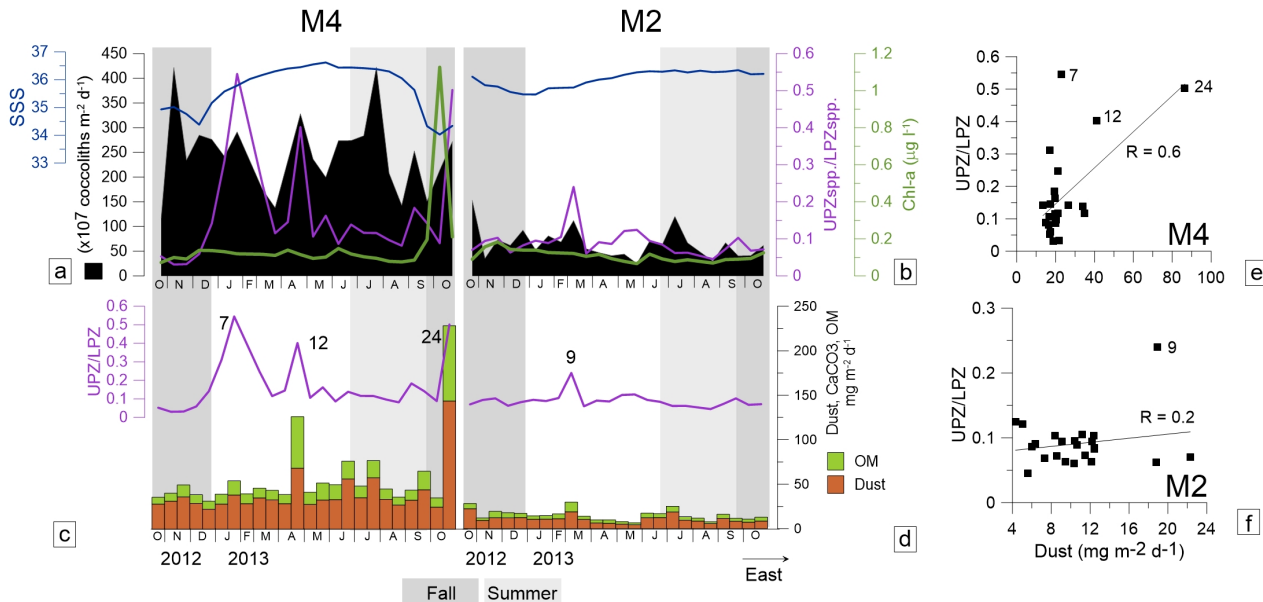 M4
M2
SSS
37
36
35
34
33
(x107 coccoliths m-2 d-1)
450
400
350
300
250
200
150
100
50
0
0.6
0.5
0.4
0.3
0.2
0.1
0
UPZspp./LPZspp.
1.2
1
0.8
0.6
0.4
0.2
0
Chl-a (µg l-1)
a
b
O N D J F M A M J J A S O
O N D J F M A M J J A S O
UPZ/LPZ
0.6
0.5
0.4
0.3
0.2
0.1
0
7
12
24
9
250
200
150
100
50
0
Dust, CaCO3, OM
mg m-2 d-1
OM
Dust
c
d
O N D J F M A M J J A S O
O N D J F M A M J J A S O
2012 2013
2012 2013
East
Fall
Summer
UPZ/LPZ
0.6
0.5
0.4
0.3
0.2
0.1
0
7
12
24
R = 0.6
M4
0 20 40 60 80 100
e
UPZ/LPZ
0.3
0.2
0.1
0
9
R = 0.2
M2
4 8 12 16 20 24
Dust (mg m-2 d-1)
f